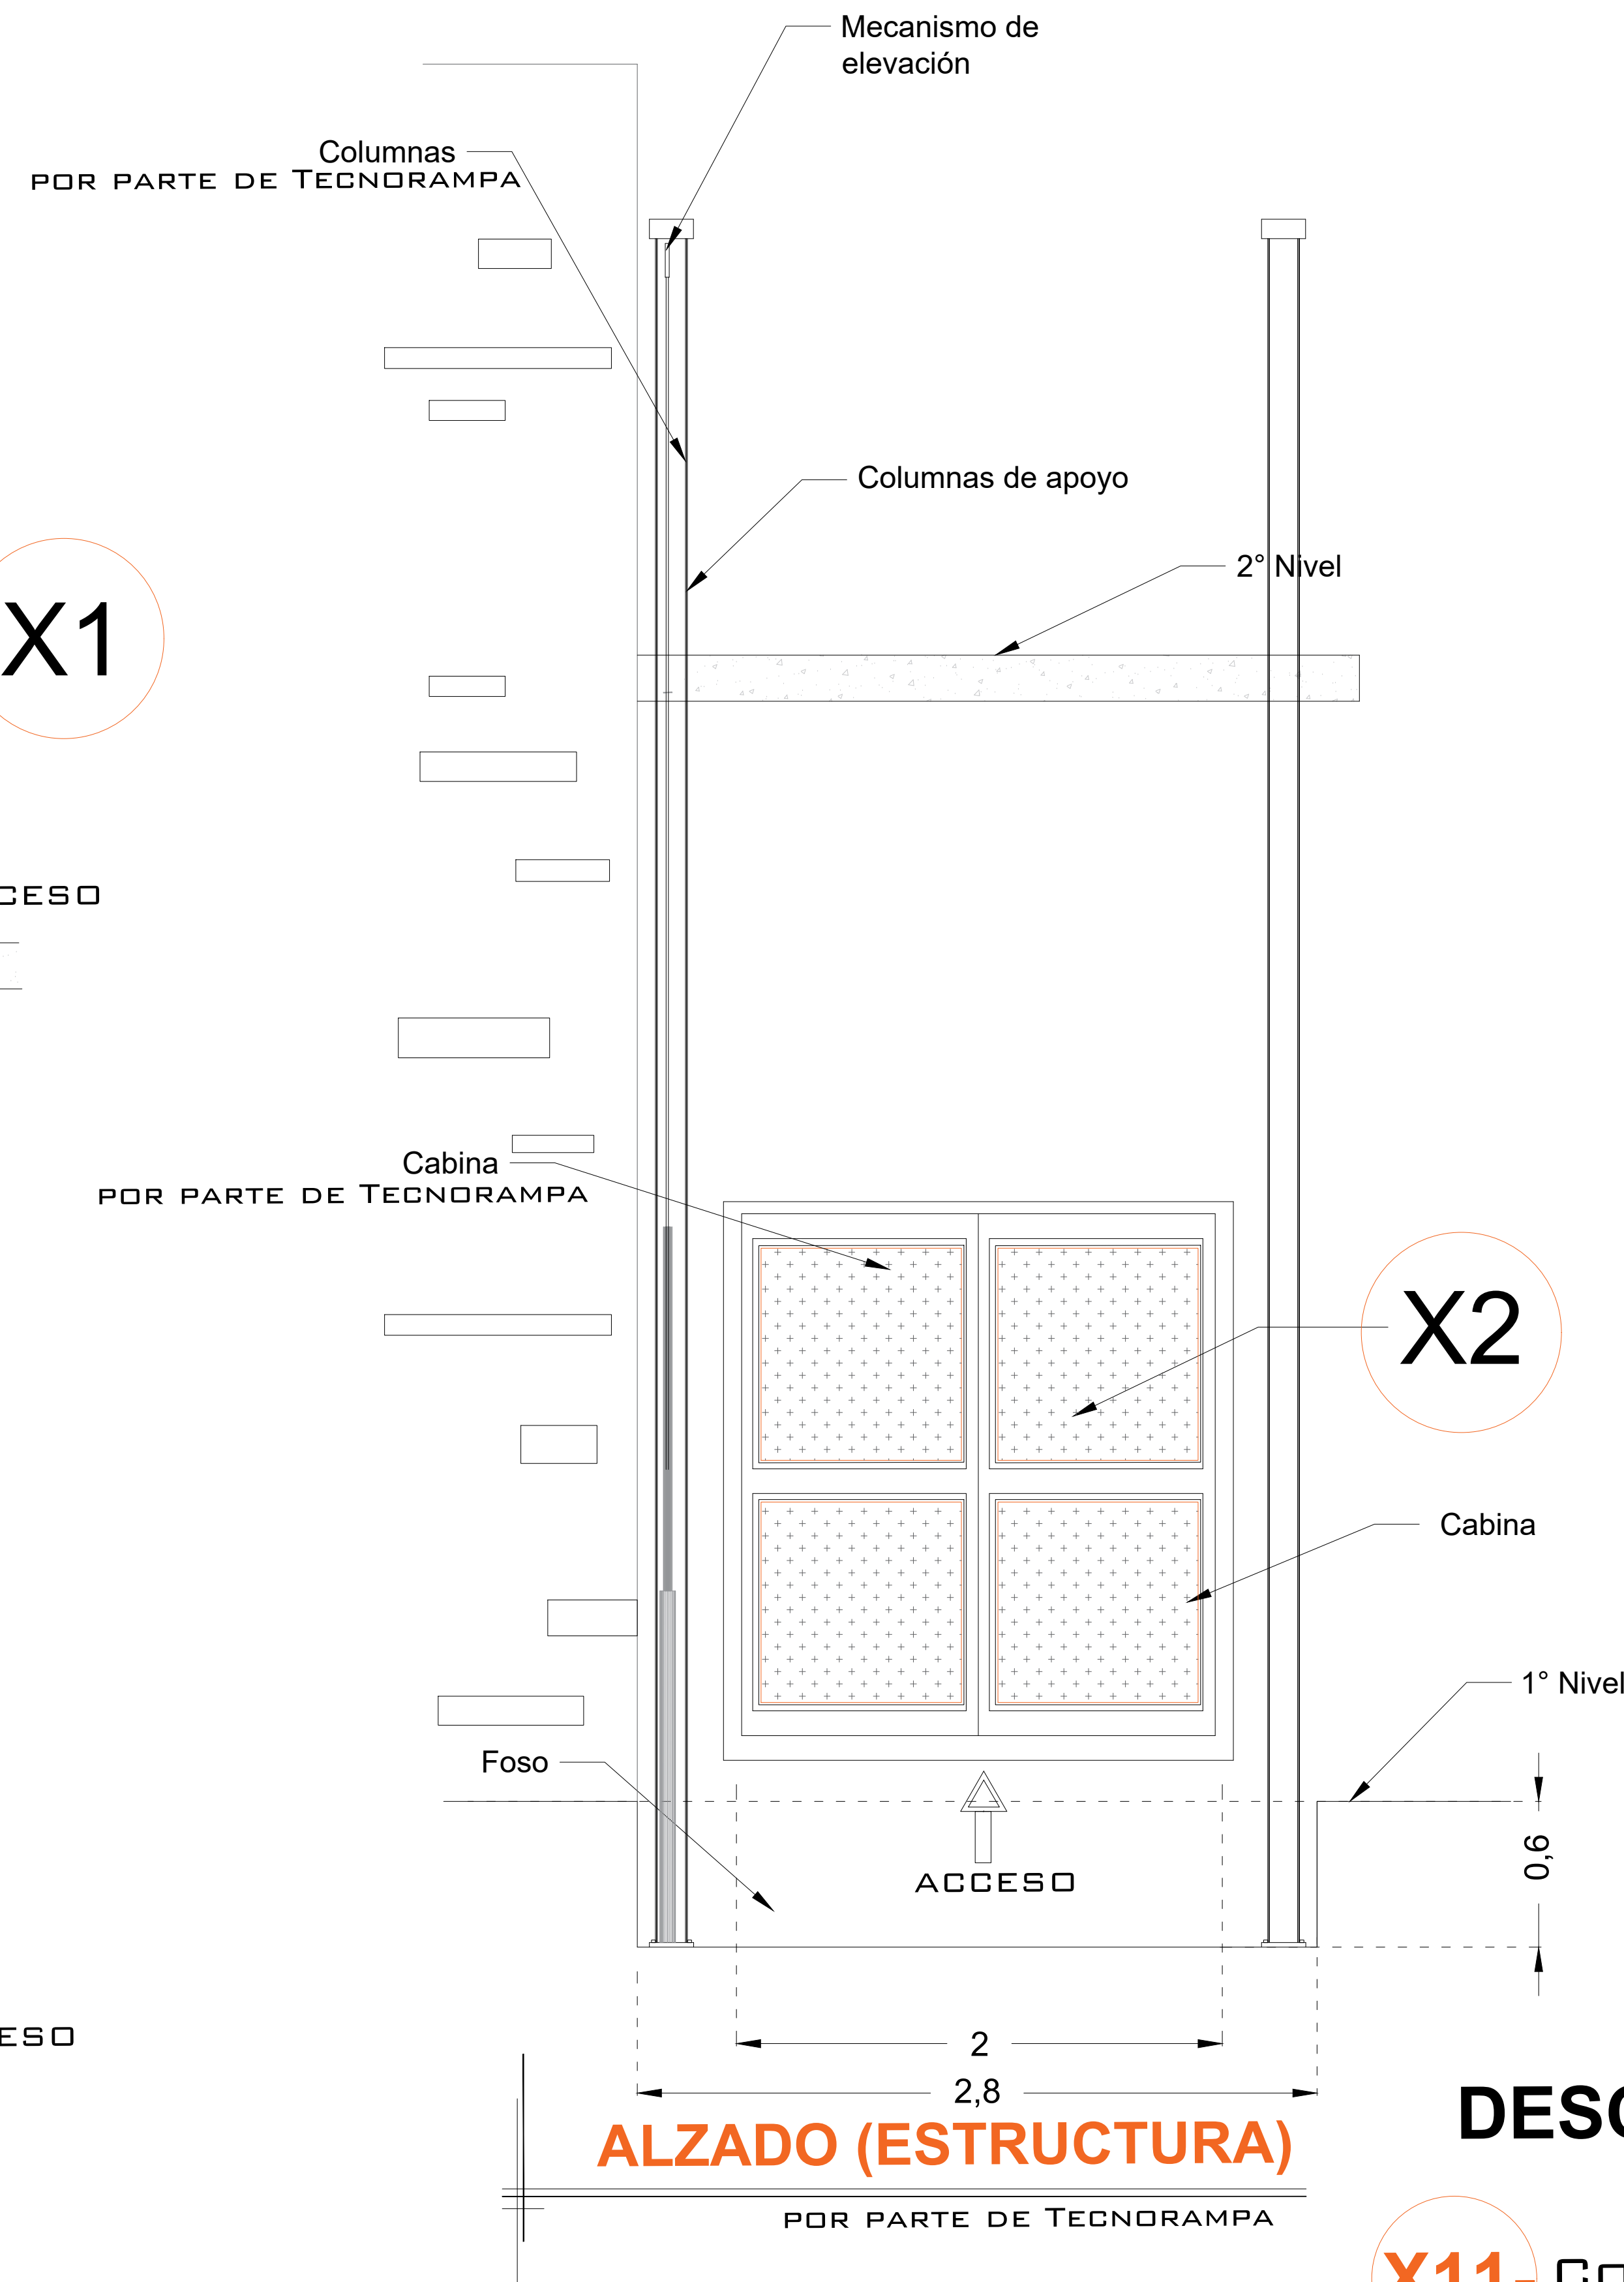 Mecanismo de
elevación
Columnas
POR PARTE DE TECNORAMPA
Columnas de apoyo
2° Nivel
X1
CESO
Cabina
POR PARTE DE TECNORAMPA
X2
Cabina
1° Nivel
Foso
0,6
ACCESO
ESO
2
2,8
DESC
ALZADO (ESTRUCTURA)
POR PARTE DE TECNORAMPA
X11- CO